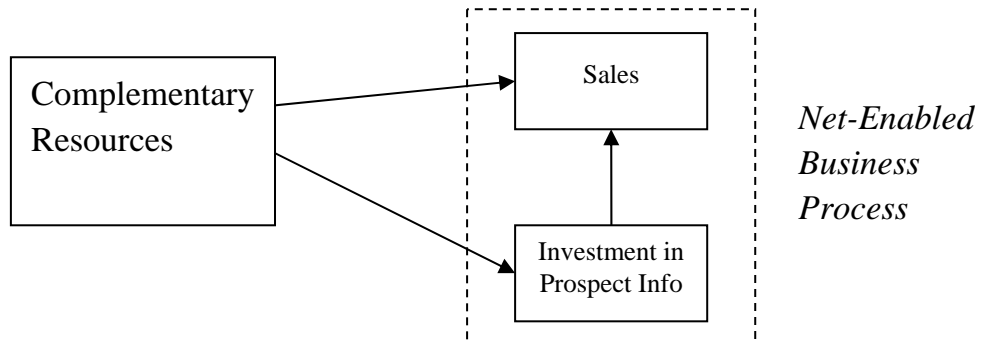 Complementary
Resources
Sales
Investment in
Prospect Info
Net-Enabled
Business
Process